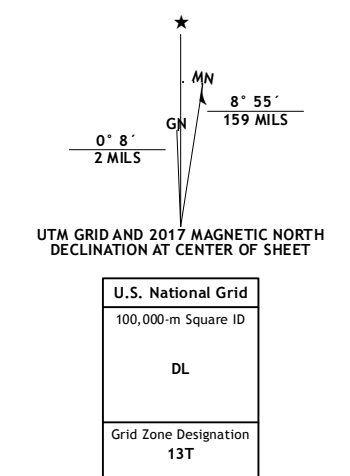 ★
MN
8° 55´
159 MILS
GN
0° 8´
2 MILS
UTM GRID AND 2017 MAGNETIC NORTH
DECLINATION AT CENTER OF SHEET
U.S. National Grid
100,000-m Square ID
DL
Grid Zone Designation
13T